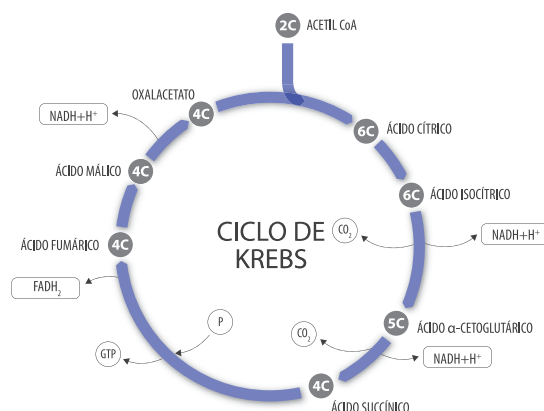 2C ACETIL CoA
OXALACETATO
4C
NADH+H⁺
6C ÁCIDO CÍTRICO
ÁCIDO MÁLICO 4C
6C ÁCIDO ISOCÍTRICO
CICLO DE
KREBS
CO₂
NADH+H⁺
ÁCIDO FUMÁRICO 4C
FADH₂
P
GTP
CO₂
5C ÁCIDO α-CETOGLUTÁRICO
NADH+H⁺
4C
ÁCIDO SUCCÍNICO